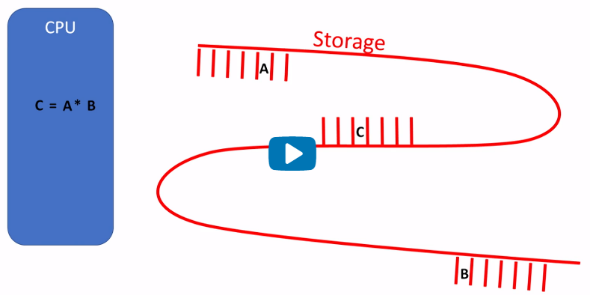 CPU
Storage
A
C = A* B
C
B